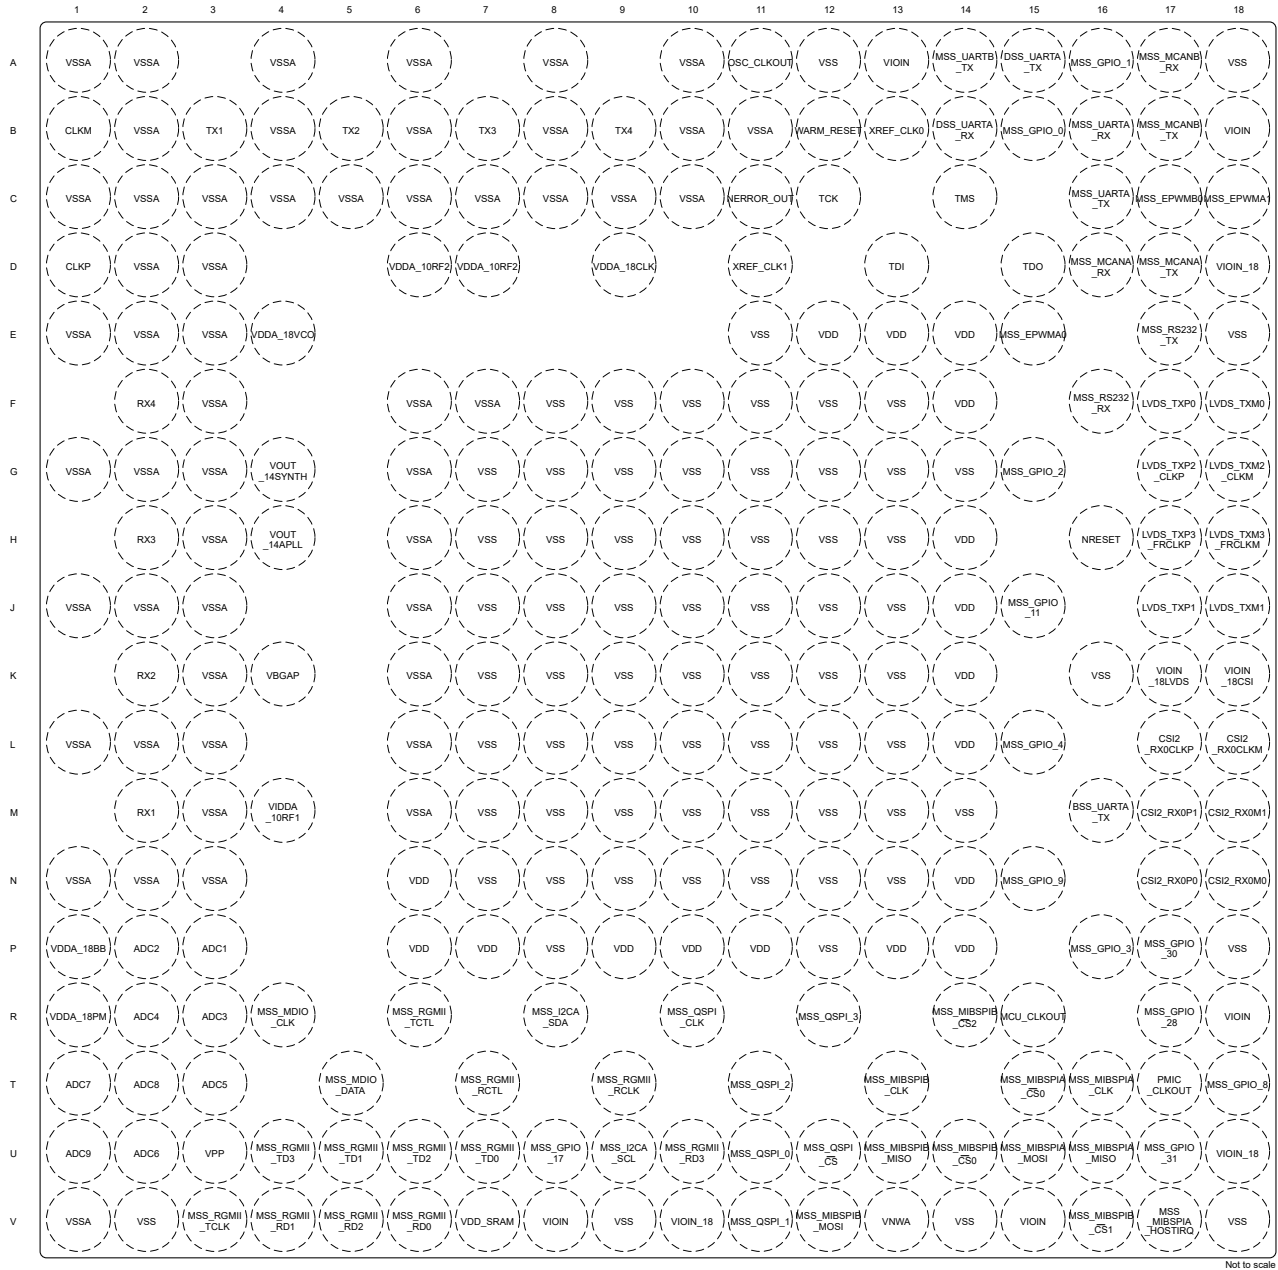 1 2 3 4 5 6 7 8 9 10 11 12 13 14 15 16 17 18
A VSSA VSSA VSSA VSSA VSSA VSSA OSC_CLKOUT VSS VIOIN MSS_UARTB _TX DSS_UARTA _TX MSS_GPIO_1 MSS_MCANB _RX VSS
B CLKM VSSA TX1 VSSA TX2 VSSA TX3 VSSA TX4 VSSA VSSA WARM_RESET XREF_CLK0 DSS_UARTA _RX MSS_GPIO_0 MSS_UARTA _RX MSS_MCANB _TX VIOIN
C VSSA VSSA VSSA VSSA VSSA VSSA VSSA VSSA VSSA VSSA NERROR_OUT TCK TMS MSS_UARTA _TX MSS_EPWMB0 MSS_EPWMA1
D CLKP VSSA VSSA VDDA_10RF2 VDDA_10RF2 VDDA_18CLK XREF_CLK1 TDI TDO MSS_MCANA _RX MSS_MCANA _TX VIOIN_18
E VSSA VSSA VSSA VDDA_18VCO VSS VDD VDD VDD MSS_EPWMA0 MSS_RS232 _TX VSS
F RX4 VSSA VSSA VSSA VSS VSS VSS VSS VSS VSS VDD MSS_RS232 _RX LVDS_TXP0 LVDS_TXM0
G VSSA VSSA VSSA VOUT _14SYNTH VSSA VSS VSS VSS VSS VSS VSS VSS VSS MSS_GPIO_2 LVDS_TXP2 _CLKP LVDS_TXM2 _CLKM
H RX3 VSSA VOUT _14APLL VSSA VSS VSS VSS VSS VSS VSS VSS VDD NRESET LVDS_TXP3 _FRCLKP LVDS_TXM3 _FRCLKM
J VSSA VSSA VSSA VSSA VSS VSS VSS VSS VSS VSS VSS VDD MSS_GPIO _11 LVDS_TXP1 LVDS_TXM1
K RX2 VSSA VBGAP VSSA VSS VSS VSS VSS VSS VSS VSS VDD VSS VIOIN _18LVDS VIOIN _18CSI
L VSSA VSSA VSSA VSSA VSS VSS VSS VSS VSS VSS VSS VDD MSS_GPIO_4 CSI2 _RX0CLKP CSI2 _RX0CLKM
M RX1 VSSA VIDDA _10RF1 VSSA VSS VSS VSS VSS VSS VSS VSS VSS BSS_UARTA _TX CSI2_RX0P1 CSI2_RX0M1
N VSSA VSSA VSSA VDD VSS VSS VSS VSS VSS VSS VSS VDD MSS_GPIO_9 CSI2_RX0P0 CSI2_RX0M0
P VDDA_18BB ADC2 ADC1 VDD VDD VSS VDD VDD VDD VSS VDD VDD MSS_GPIO_3 MSS_GPIO _30 VSS
R VDDA_18PM ADC4 ADC3 MSS_MDIO _CLK MSS_RGMII _TCTL MSS_I2CA _SDA MSS_QSPI _CLK MSS_QSPI_3 MSS_MIBSPIB _CS2 MCU_CLKOUT MSS_GPIO _28 VIOIN
T ADC7 ADC8 ADC5 MSS_MDIO _DATA MSS_RGMII _RCTL MSS_RGMII _RCLK MSS_QSPI_2 MSS_MIBSPIB _CLK MSS_MIBSPIA _CS0 MSS_MIBSPIA _CLK PMIC _CLKOUT MSS_GPIO_8
U ADC9 ADC6 VPP MSS_RGMII _TD3 MSS_RGMII _TD1 MSS_RGMII _TD2 MSS_RGMII _TD0 MSS_GPIO _17 MSS_I2CA _SCL MSS_RGMII _RD3 MSS_QSPI_0 MSS_QSPI _CS MSS_MIBSPIB _MISO MSS_MIBSPIB _CS0 MSS_MIBSPIA _MOSI MSS_MIBSPIA _MISO MSS_GPIO _31 VIOIN_18
V VSSA VSS MSS_RGMII _TCLK MSS_RGMII _RD1 MSS_RGMII _RD2 MSS_RGMII _RD0 VDD_SRAM VIOIN VSS VIOIN_18 MSS_QSPI_1 MSS_MIBSPIB _MOSI VNWA VSS VIOIN MSS_MIBSPIB _CS1 MSS _MIBSPIA _HOSTIRQ VSS
Not to scale